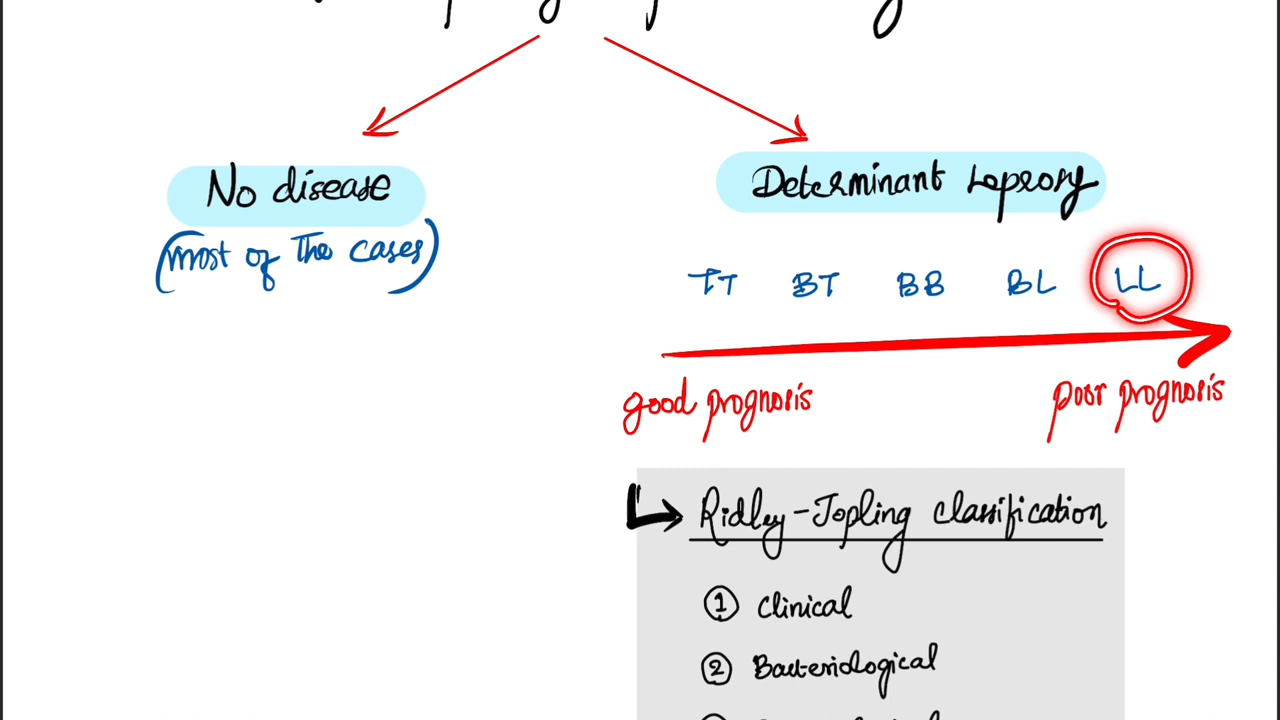 No disease
(most of the cases)
Determinant Leprosy
TT BT BB BL LL
good prognosis
poor prognosis
Ridley-Jopling classification
1 Clinical
2 Bacteriological